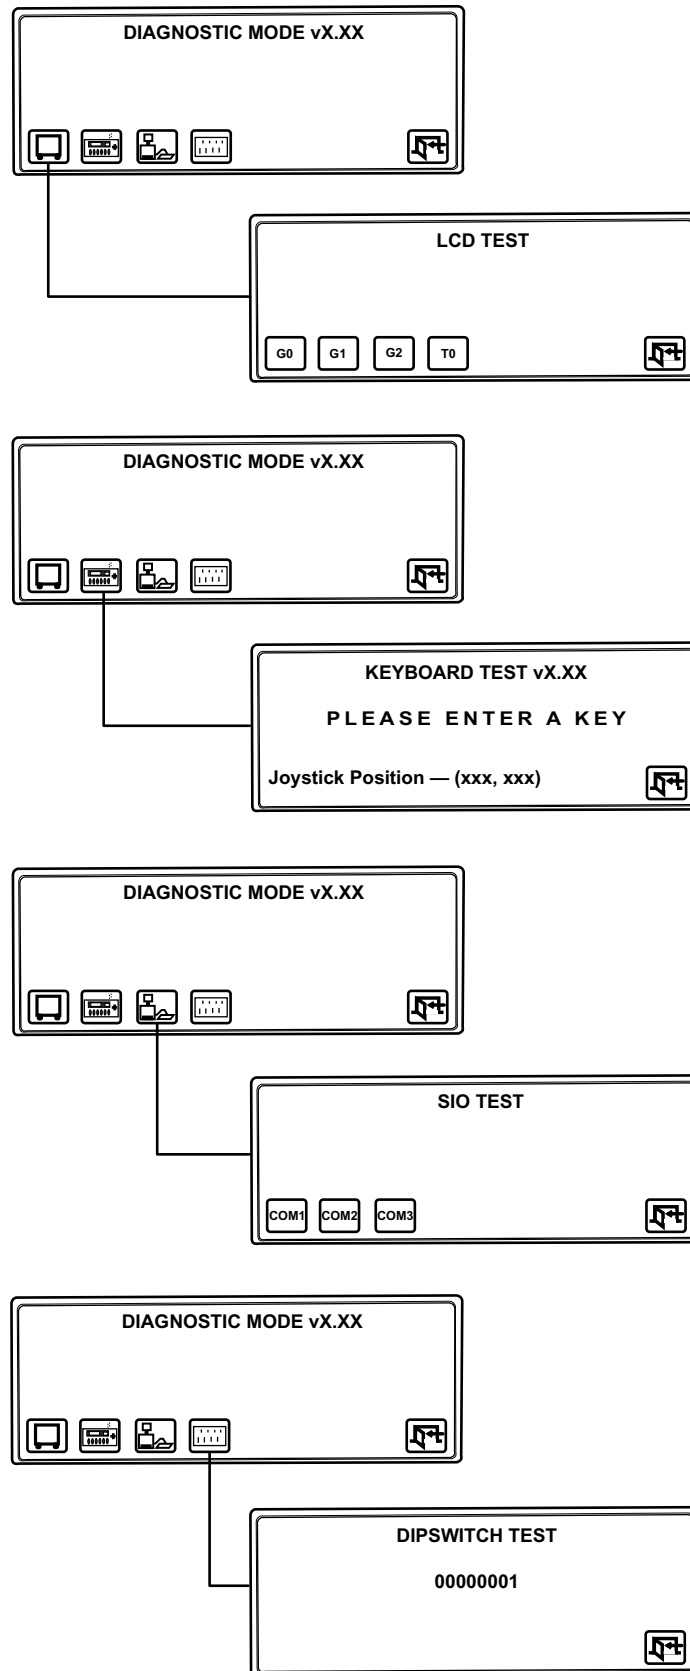 DIAGNOSTIC MODE vX.XX
LCD TEST
G0 G1 G2 T0
DIAGNOSTIC MODE vX.XX
KEYBOARD TEST vX.XX
PLEASE ENTER A KEY
Joystick Position — (xxx, xxx)
DIAGNOSTIC MODE vX.XX
SIO TEST
COM1 COM2 COM3
DIAGNOSTIC MODE vX.XX
DIPSWITCH TEST
00000001